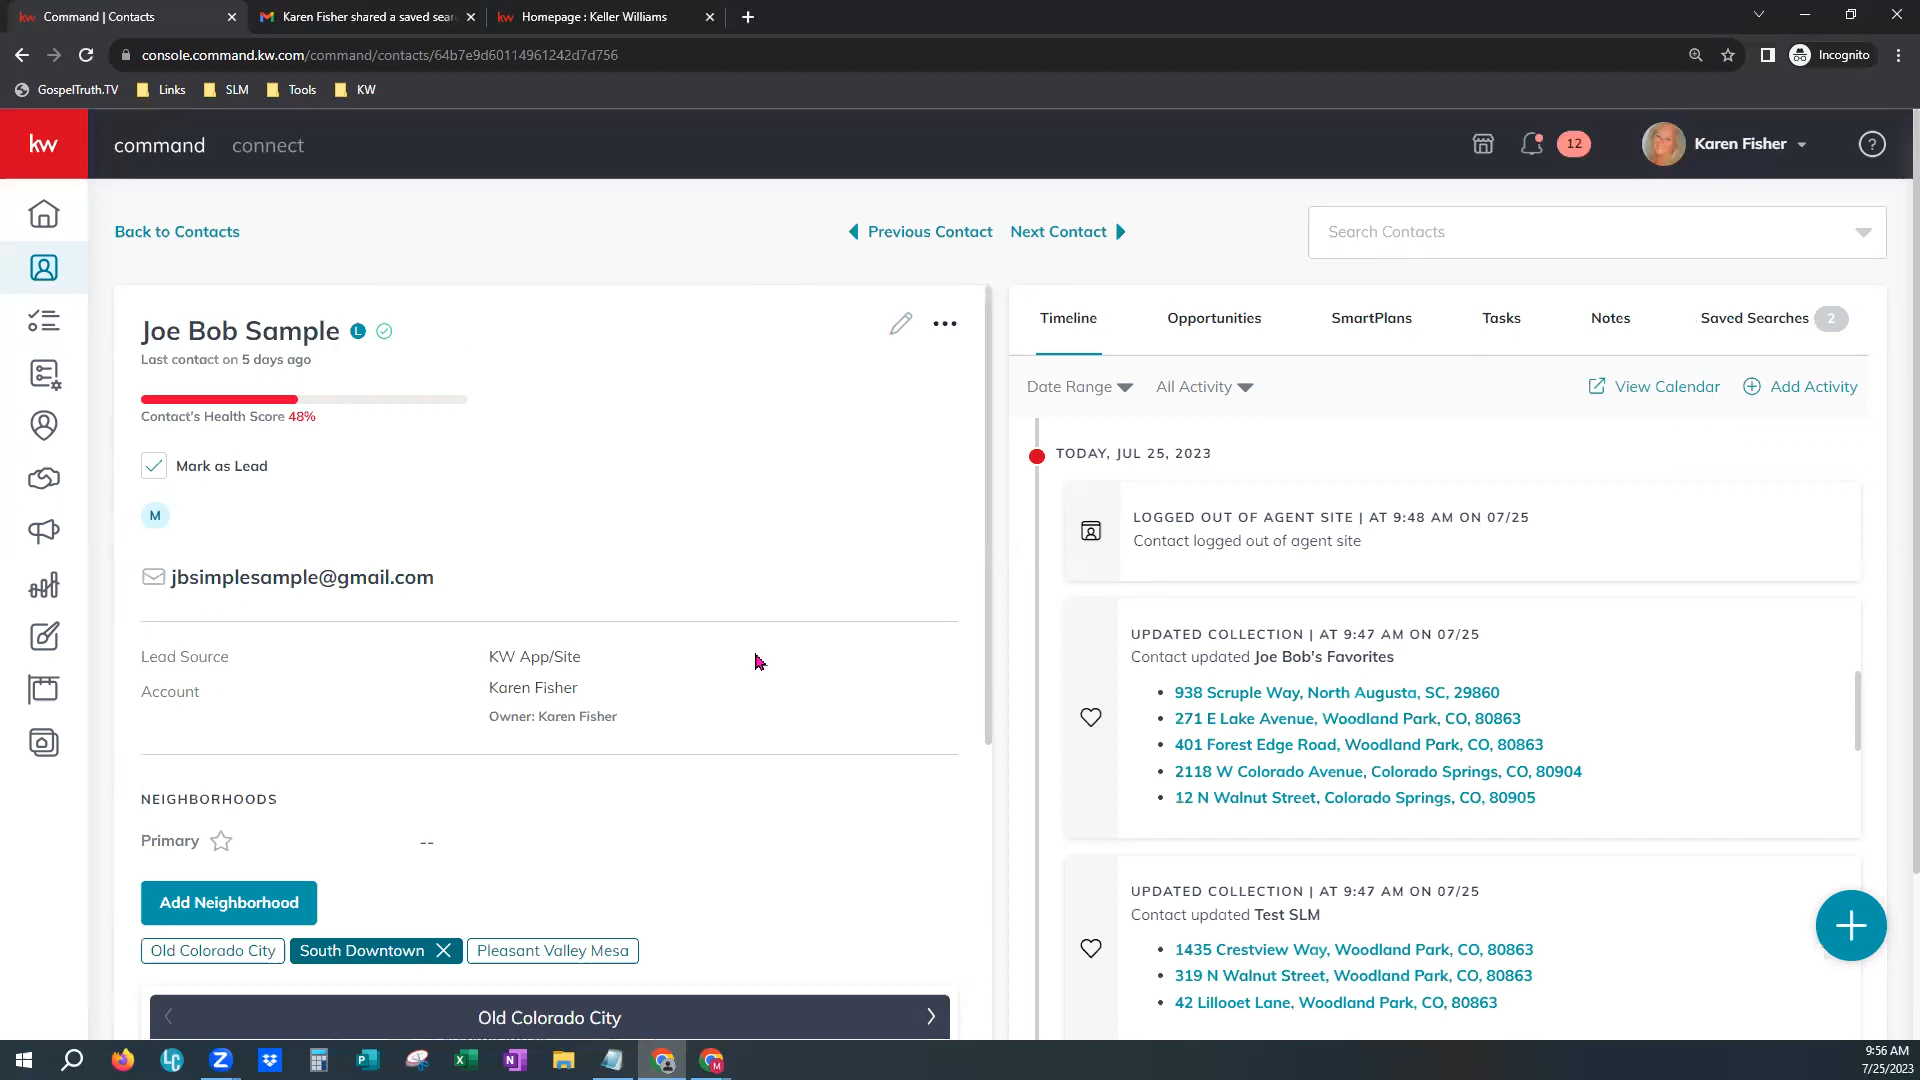 Command | Contacts
Karen Fisher shared a saved sea
Homepage : Keller Williams
console.command.kw.com/command/contacts/64b7e9d60114961242d7d756
Incognito
GospelTruth.TV
Links
SLM
Tools
KW
kw
command
connect
12
Karen Fisher
Back to Contacts
Previous Contact
Next Contact
Search Contacts
Joe Bob Sample
L
Last contact on 5 days ago
Contact's Health Score 48%
Mark as Lead
M
jbsimplesample@gmail.com
Lead Source
KW App/Site
Account
Karen Fisher
Owner: Karen Fisher
NEIGHBORHOODS
Primary
--
Add Neighborhood
Old Colorado City
South Downtown
Pleasant Valley Mesa
Old Colorado City
Timeline
Opportunities
SmartPlans
Tasks
Notes
Saved Searches 2
Date Range
All Activity
View Calendar
Add Activity
TODAY, JUL 25, 2023
LOGGED OUT OF AGENT SITE | AT 9:48 AM ON 07/25
Contact logged out of agent site
UPDATED COLLECTION | AT 9:47 AM ON 07/25
Contact updated Joe Bob's Favorites
938 Scruple Way, North Augusta, SC, 29860
271 E Lake Avenue, Woodland Park, CO, 80863
401 Forest Edge Road, Woodland Park, CO, 80863
2118 W Colorado Avenue, Colorado Springs, CO, 80904
12 N Walnut Street, Colorado Springs, CO, 80905
UPDATED COLLECTION | AT 9:47 AM ON 07/25
Contact updated Test SLM
1435 Crestview Way, Woodland Park, CO, 80863
319 N Walnut Street, Woodland Park, CO, 80863
42 Lillooet Lane, Woodland Park, CO, 80863
9:56 AM
7/25/2023